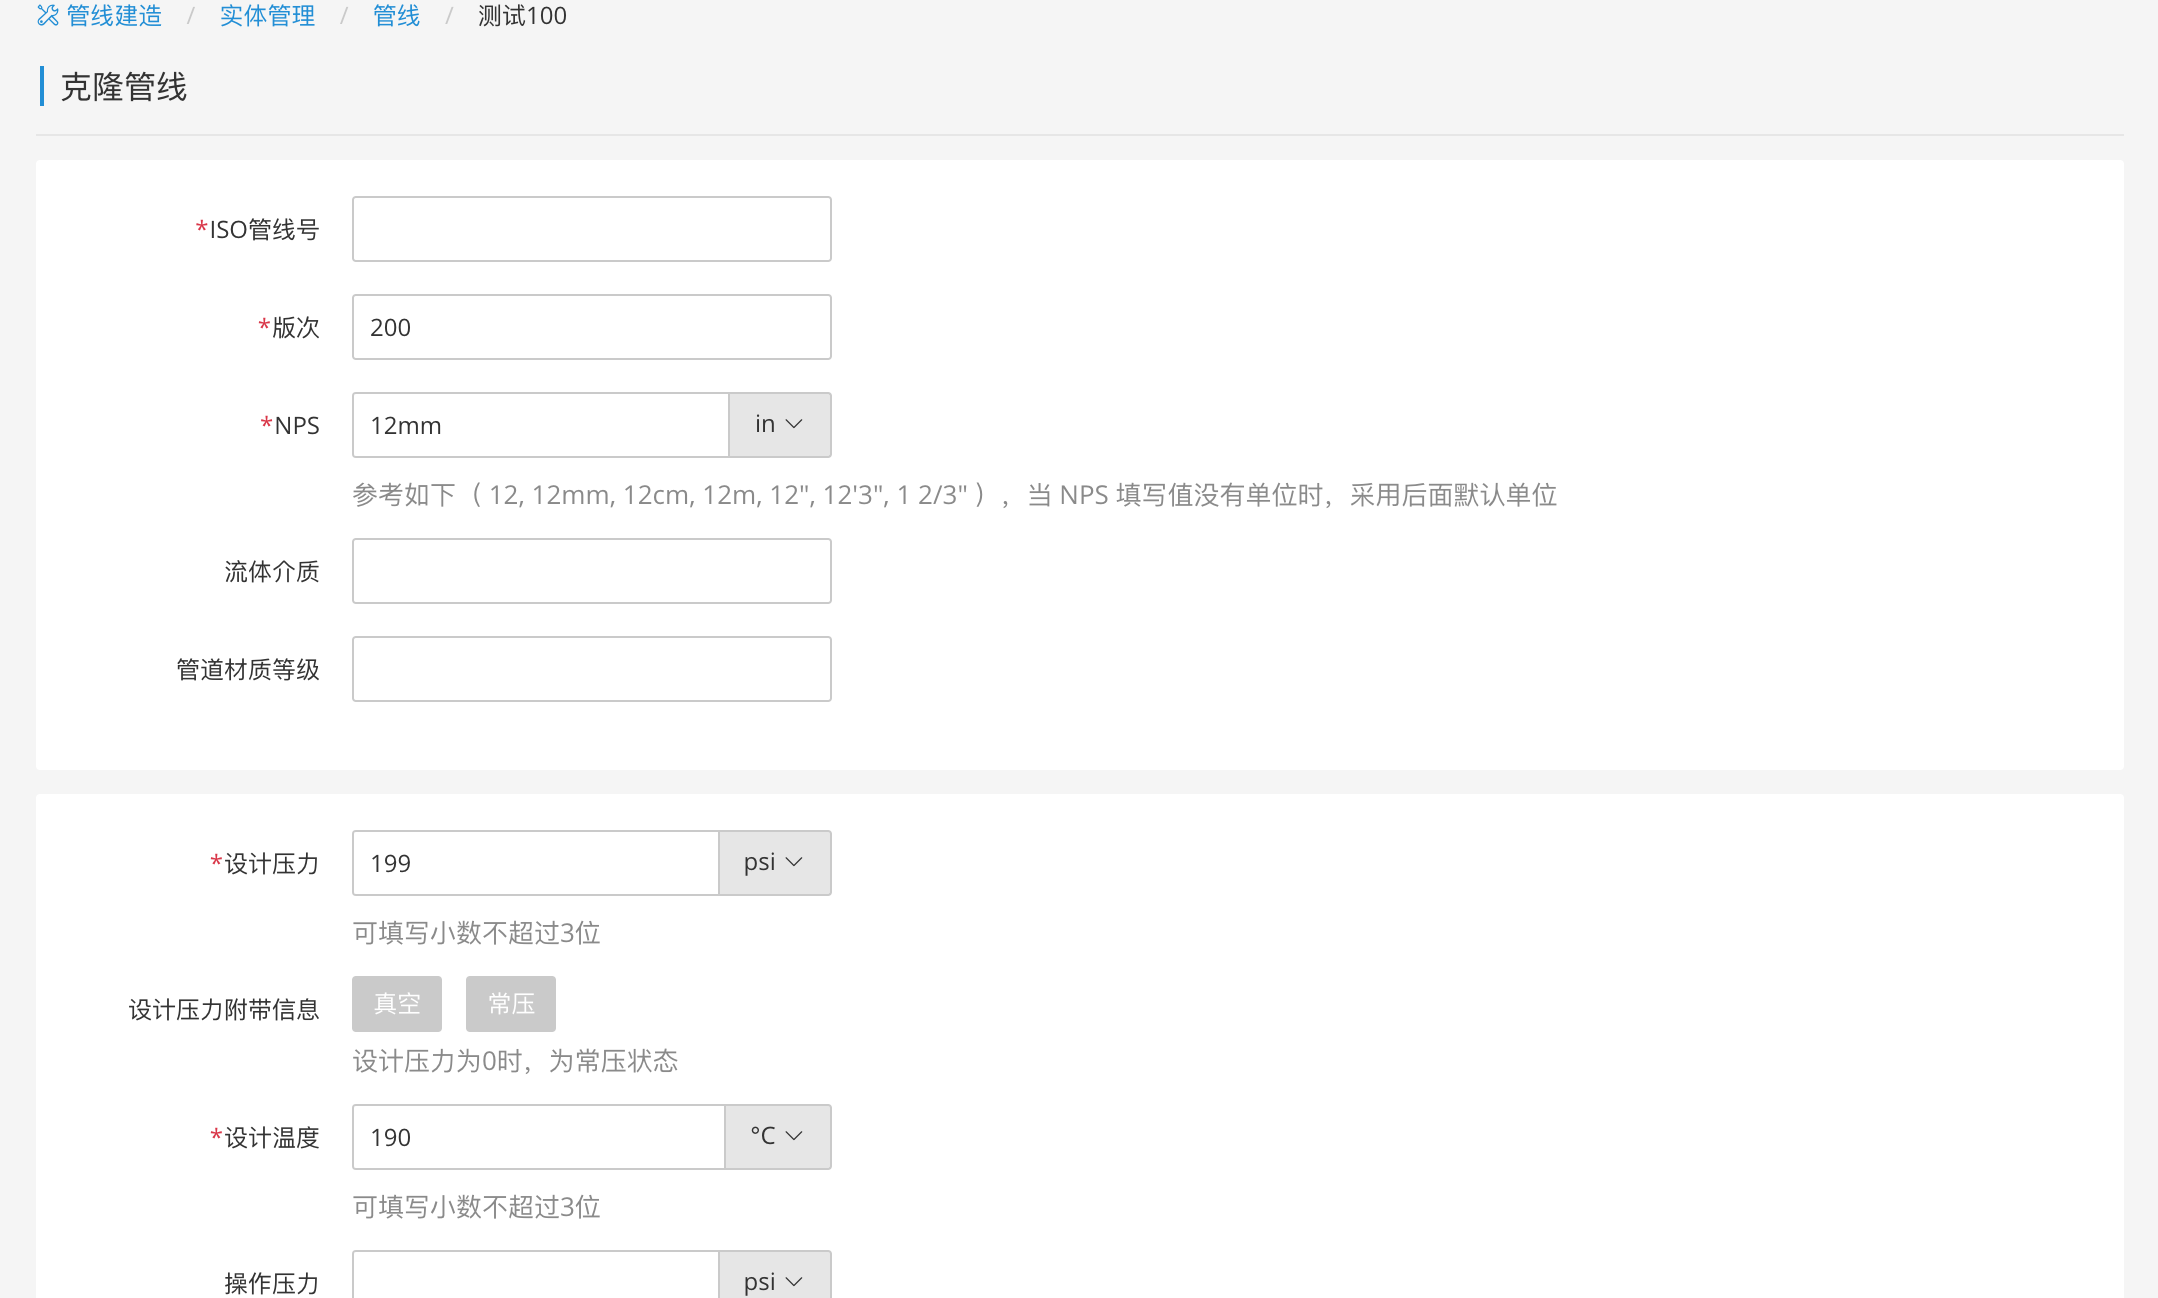 管线建造 / 实体管理 / 管线 / 测试100
克隆管线
*ISO管线号
*版次 200
*NPS 12mm in
参考如下（ 12, 12mm, 12cm, 12m, 12", 12'3", 1 2/3" ），当 NPS 填写值没有单位时，采用后面默认单位
流体介质
管道材质等级
*设计压力 199 psi
可填写小数不超过3位
设计压力附带信息 真空 常压
设计压力为0时，为常压状态
*设计温度 190 °C
可填写小数不超过3位
操作压力 psi